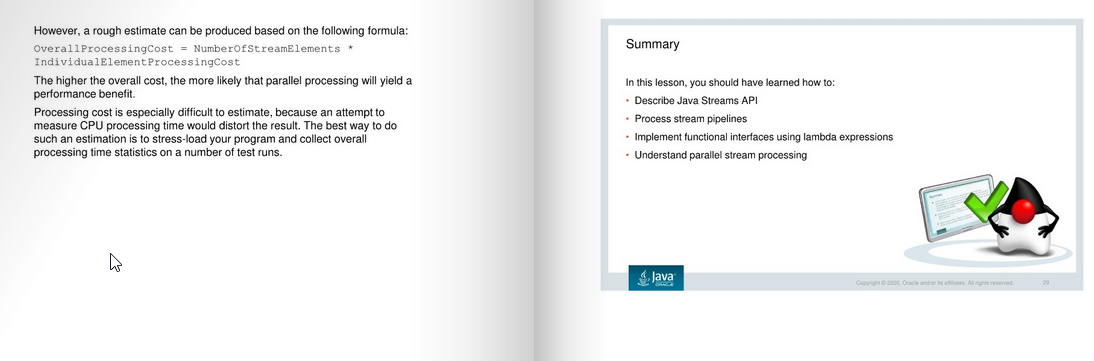 However, a rough estimate can be produced based on the following formula:
OverallProcessingCost = NumberOfStreamElements *
IndividualElementProcessingCost
The higher the overall cost, the more likely that parallel processing will yield a
performance benefit.
Processing cost is especially difficult to estimate, because an attempt to
measure CPU processing time would distort the result. The best way to do
such an estimation is to stress-load your program and collect overall
processing time statistics on a number of test runs.
Summary
In this lesson, you should have learned how to:
• Describe Java Streams API
• Process stream pipelines
• Implement functional interfaces using lambda expressions
• Understand parallel stream processing
Java
ORACLE
Copyright © 2020, Oracle and/or its affiliates. All rights reserved.
29